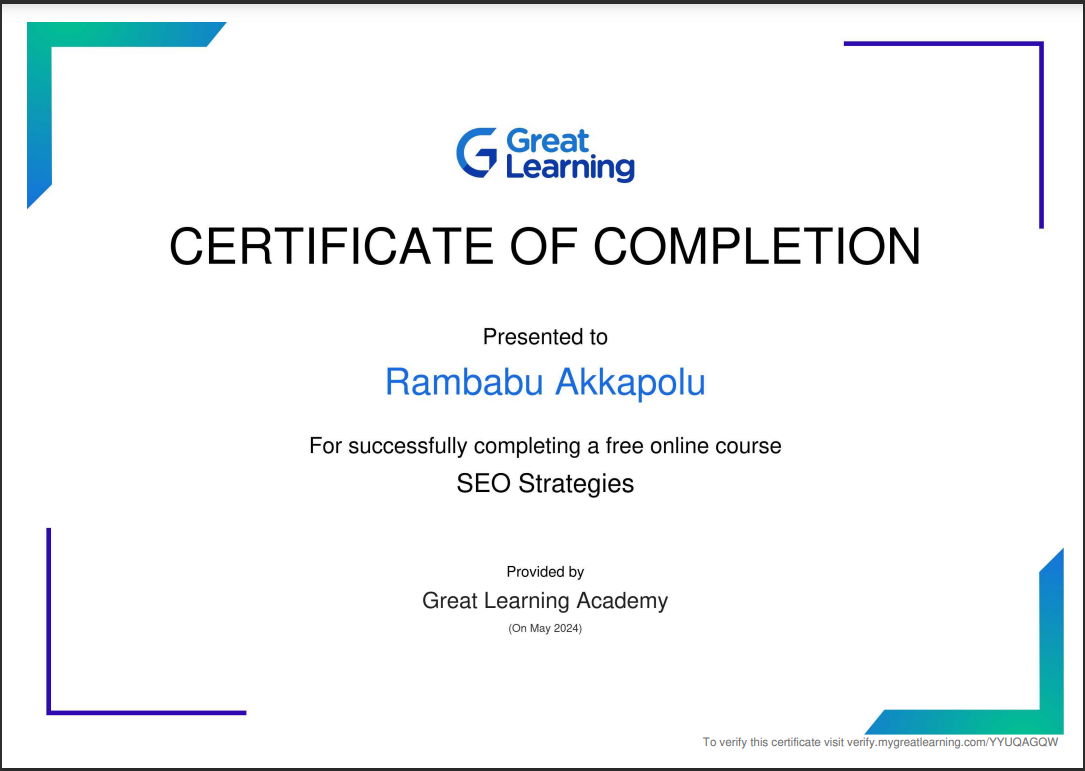 Great
Learning
CERTIFICATE OF COMPLETION
Presented to
Rambabu Akkapolu
For successfully completing a free online course
SEO Strategies
Provided by
Great Learning Academy
(On May 2024)
To verify this certificate visit verify.mygreatlearning.com/YYUQAGQW